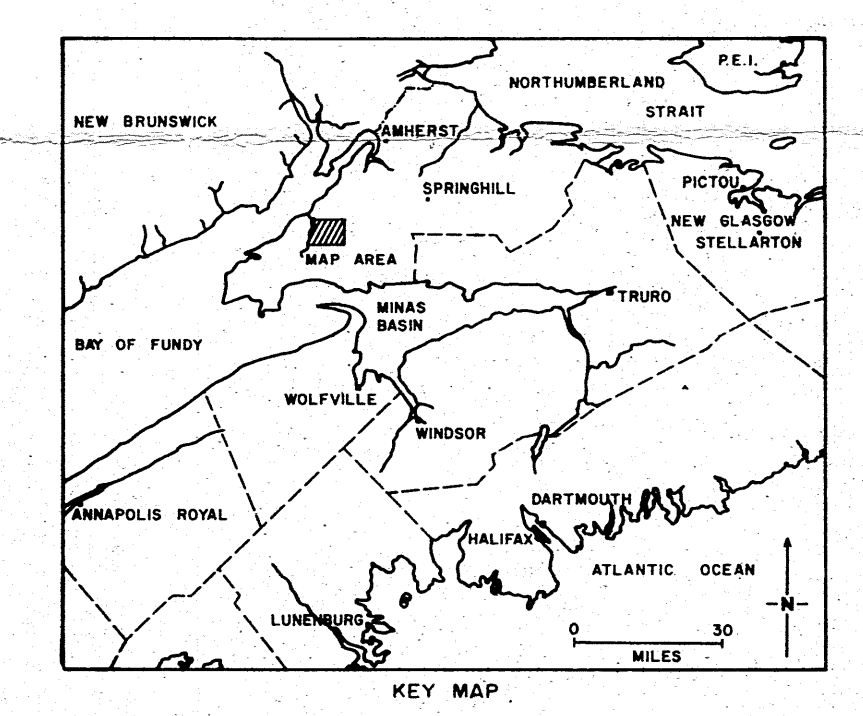 P.E.I.
NORTHUMBERLAND
STRAIT
NEW BRUNSWICK
AMHERST
SPRINGHILL
PICTOU
NEW GLASGOW
STELLARTON
MAP AREA
TRURO
MINAS
BASIN
BAY OF FUNDY
WOLFVILLE
WINDSOR
DARTMOUTH
ANNAPOLIS ROYAL
HALIFAX
ATLANTIC OCEAN
N
LUNENBURG
0 30
MILES
KEY MAP